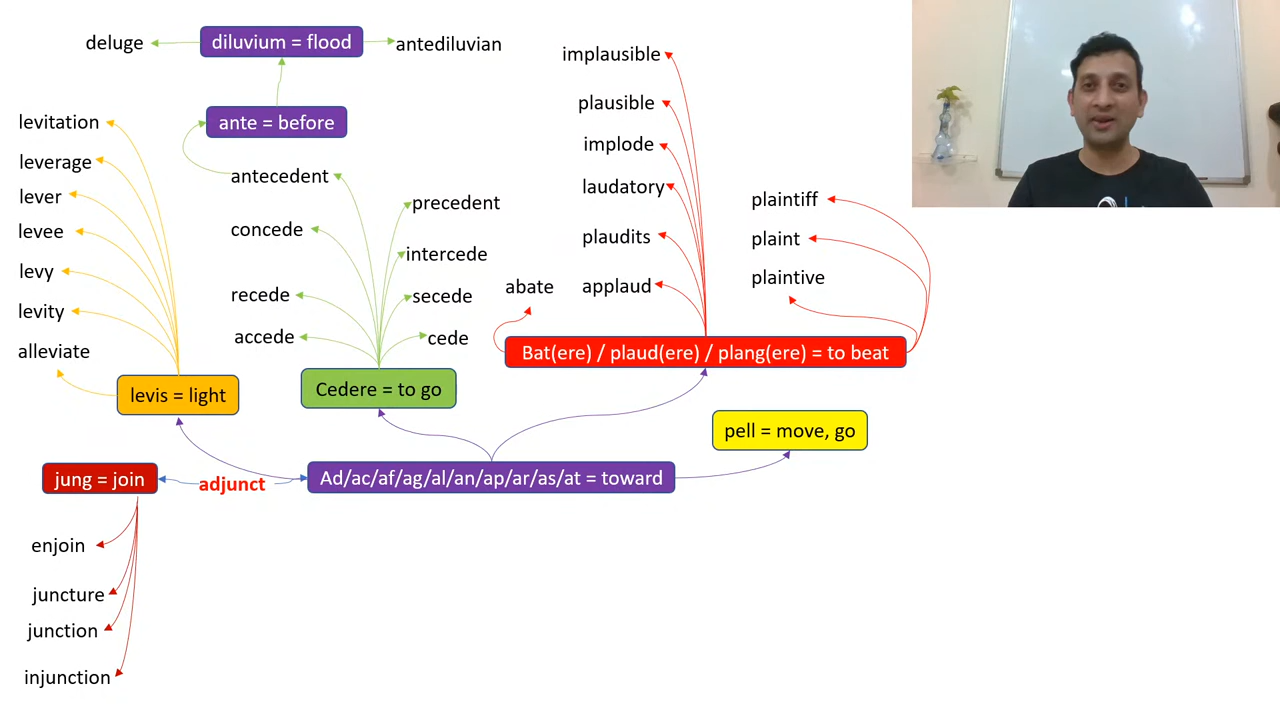 diluvium = flood
deluge
antediluvian
ante = before
antecedent
concede
recede
accede
precedent
intercede
secede
cede
Cedere = to go
levitation
leverage
lever
levee
levy
levity
alleviate
levis = light
implausible
plausible
implode
laudatory
plaudits
applaud
abate
plaintiff
plaint
plaintive
Bat(ere) / plaud(ere) / plang(ere) = to beat
pell = move, go
Ad/ac/af/ag/al/an/ap/ar/as/at = toward
adjunct
jung = join
enjoin
juncture
junction
injunction